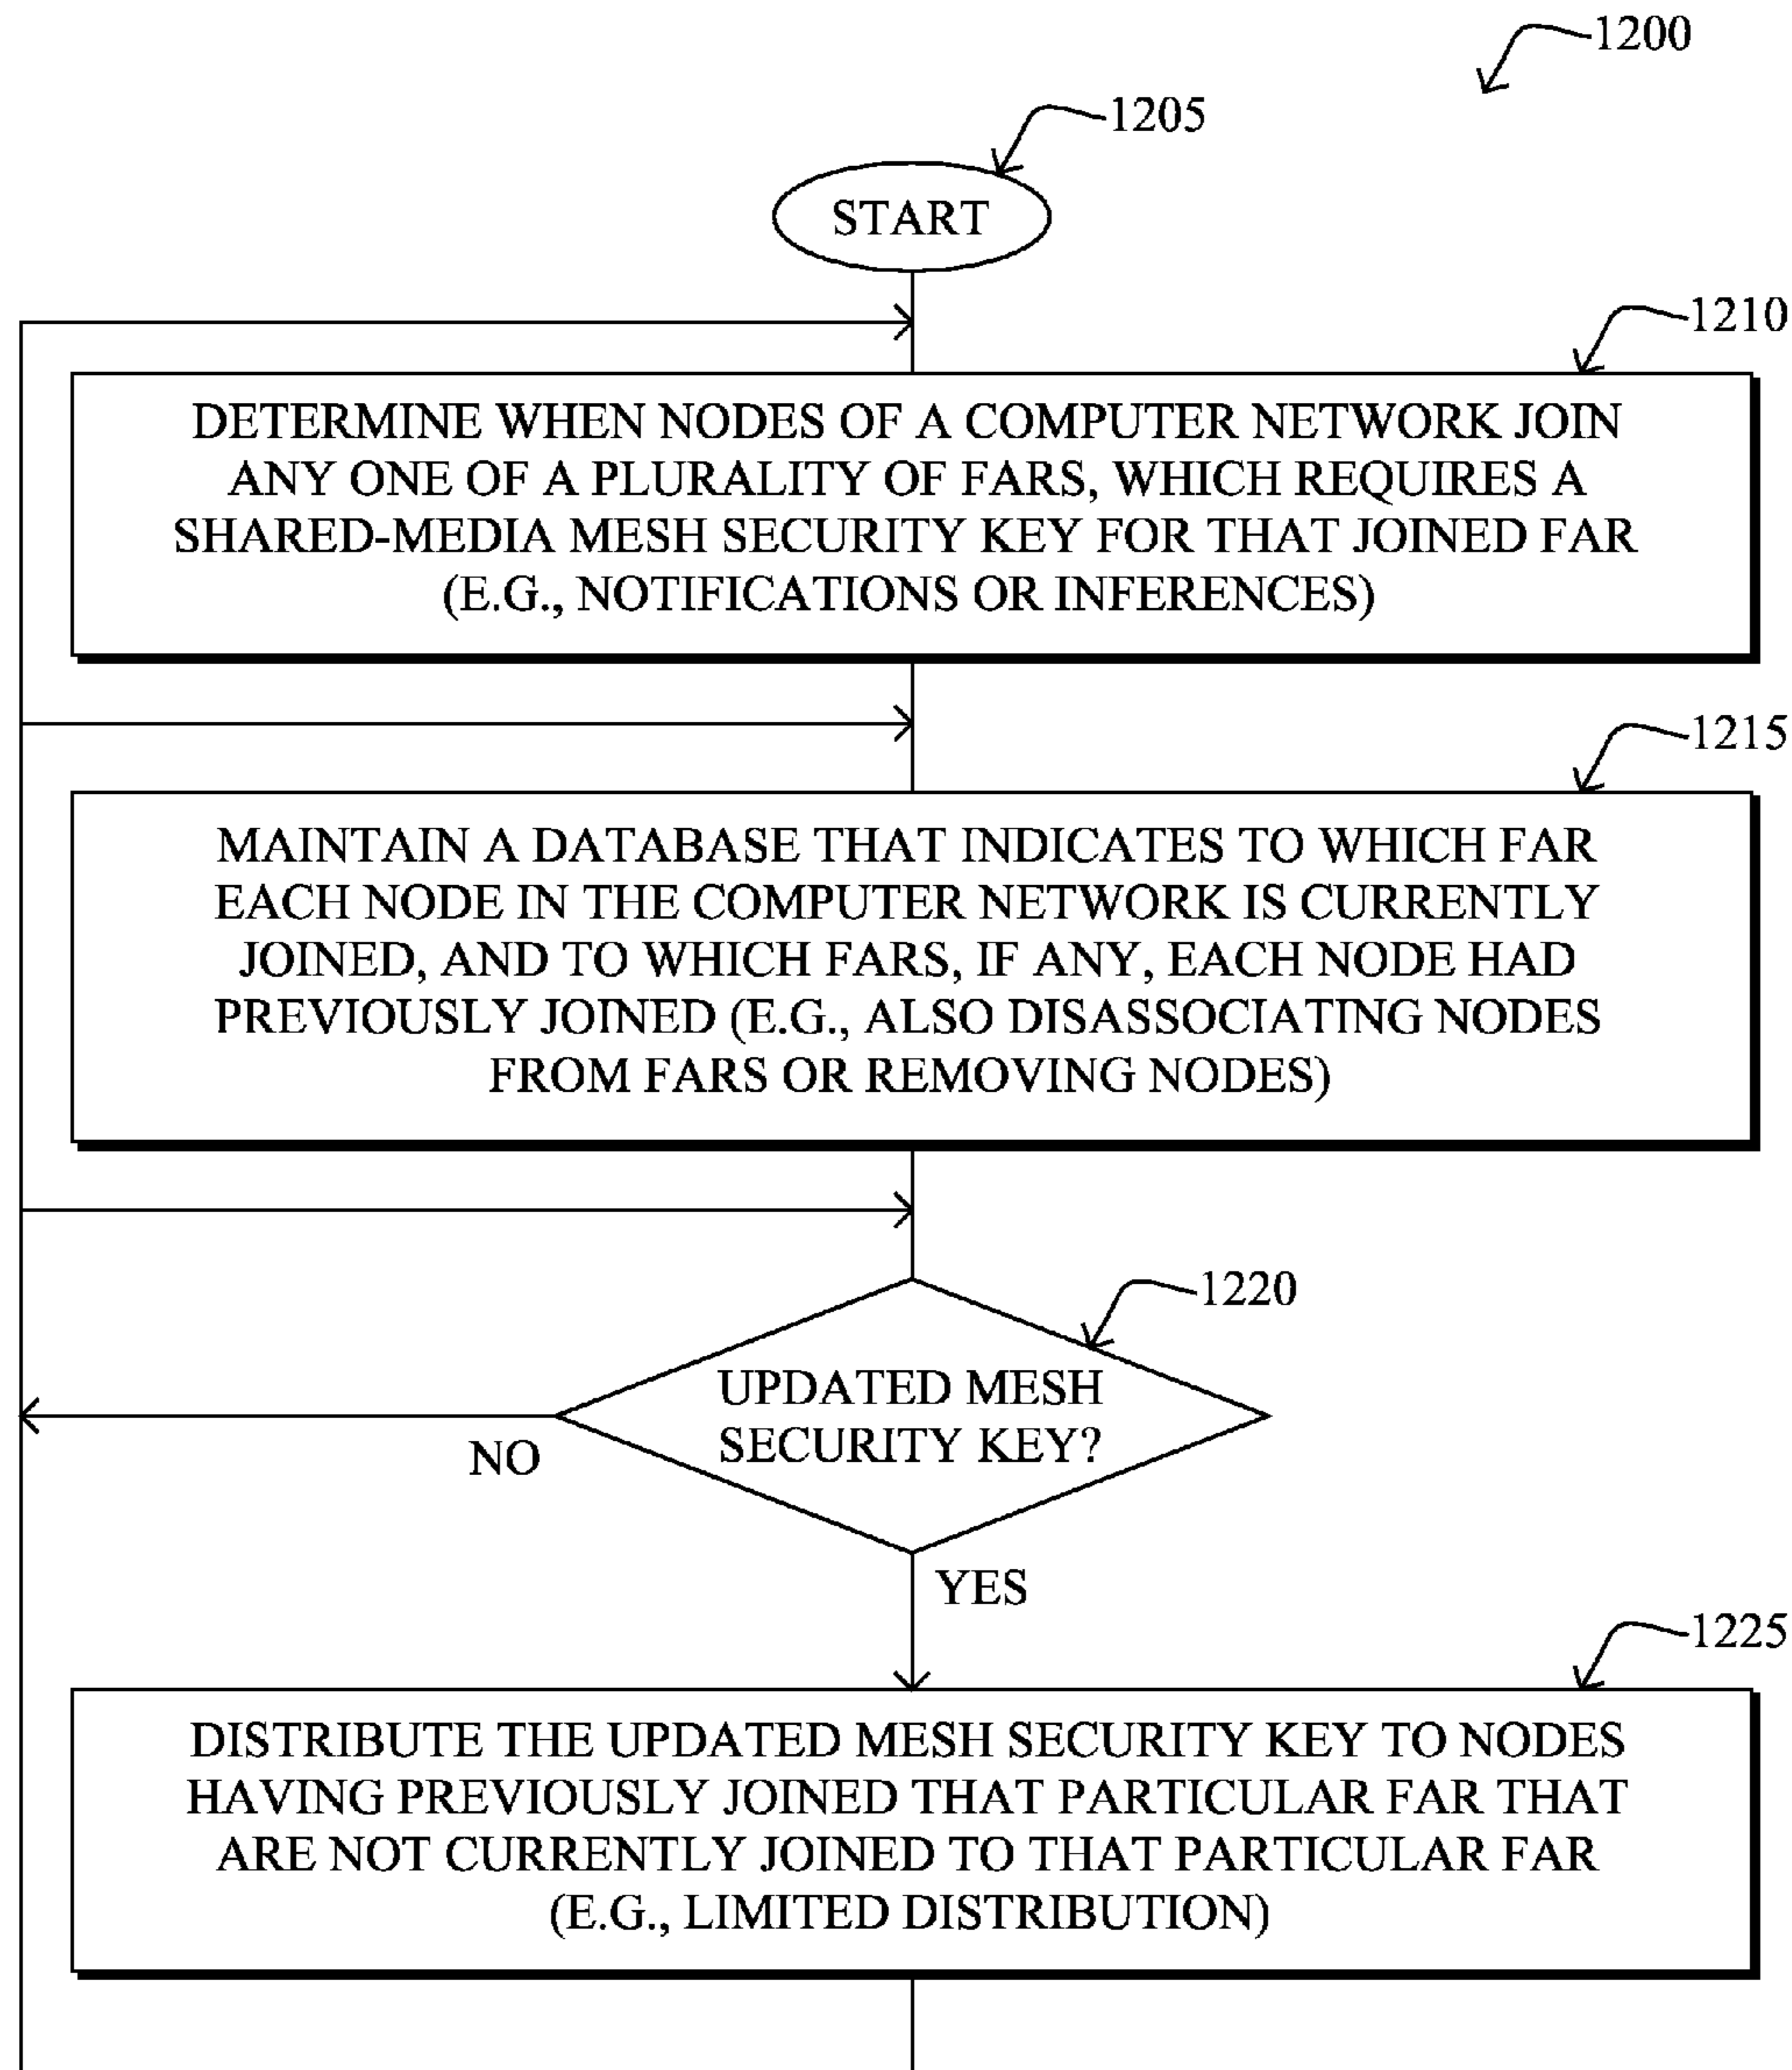 1200
1205
START
1210
DETERMINE WHEN NODES OF A COMPUTER NETWORK JOIN
ANY ONE OF A PLURALITY OF FARS, WHICH REQUIRES A
SHARED-MEDIA MESH SECURITY KEY FOR THAT JOINED FAR
(E.G., NOTIFICATIONS OR INFERENCES)
1215
MAINTAIN A DATABASE THAT INDICATES TO WHICH FAR
EACH NODE IN THE COMPUTER NETWORK IS CURRENTLY
JOINED, AND TO WHICH FARS, IF ANY, EACH NODE HAD
PREVIOUSLY JOINED (E.G., ALSO DISASSOCIATING NODES
FROM FARS OR REMOVING NODES)
1220
UPDATED MESH
SECURITY KEY?
NO
YES
1225
DISTRIBUTE THE UPDATED MESH SECURITY KEY TO NODES
HAVING PREVIOUSLY JOINED THAT PARTICULAR FAR THAT
ARE NOT CURRENTLY JOINED TO THAT PARTICULAR FAR
(E.G., LIMITED DISTRIBUTION)